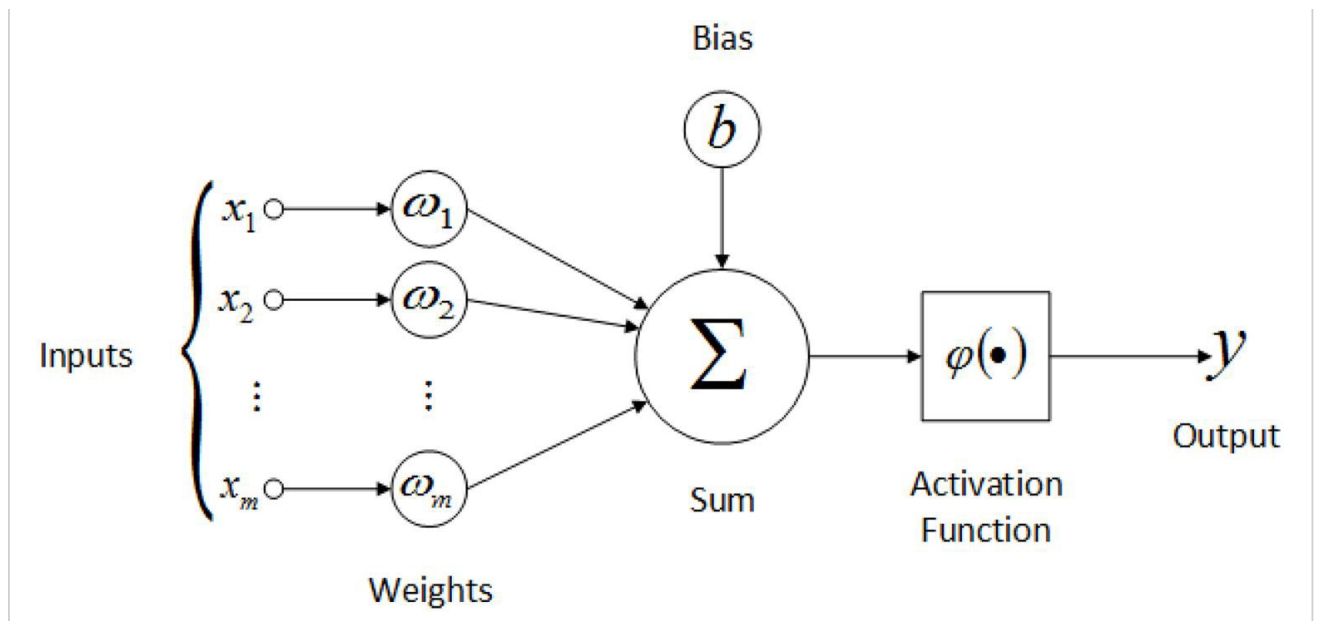 Bias
b
x₁ ω₁
x₂ ω₂
Inputs
⋮ ⋮
Σ
φ(•)
y
Output
xₘ ωₘ
Sum
Activation
Function
Weights